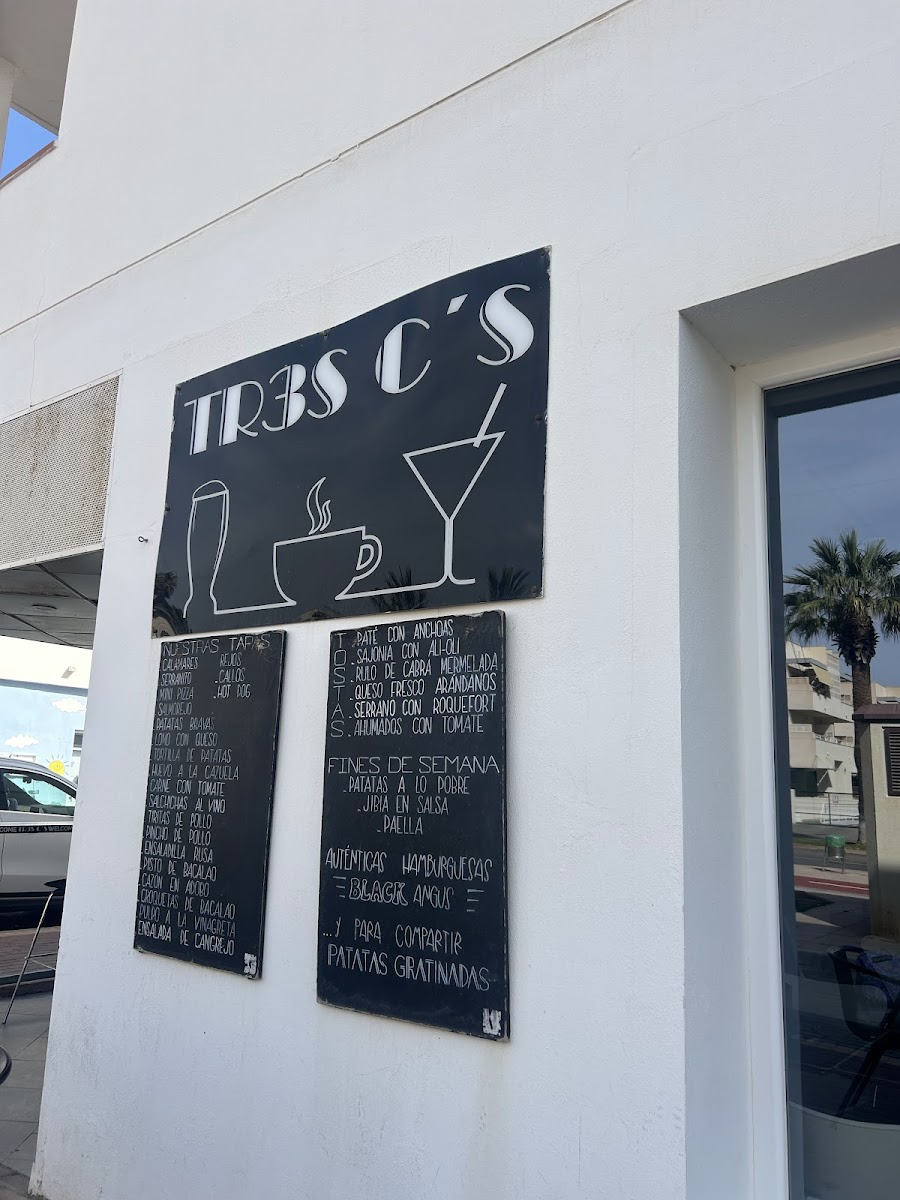 TR3S C´S
NUESTRAS TAPAS
CALAMARES REJOS
SERRANITO -CALLOS
MINI PIZZA -HOT DOG
SALMOREJO
-PATATAS BRAVAS
-LOMO CON QUESO
-TORTILLA DE PATATAS
-HUEVO A LA CAZUELA
-CARNE CON TOMATE
-SALCHICHAS AL VINO
-TIRITAS DE POLLO
-PINCHO DE POLLO
-ENSALADILLA RUSA
-PISTO DE BACALAO
-CAZÓN EN ADOBO
-CROQUETAS DE BACALAO
-PULPO A LA VINAGRETA
ENSALADA DE CANGREJO
TOSTAS
-PATÉ CON ANCHOAS
-SAJONIA CON ALI-OLI
-RULO DE CABRA MERMELADA
-QUESO FRESCO ARANDANOS
-SERRANO CON ROQUEFORT
-AHUMADOS CON TOMATE
FINES DE SEMANA
-PATATAS A LO POBRE
-JIBIA EN SALSA
-PAELLA
AUTÉNTICAS HAMBURGUESAS
BLACK ANGUS
...Y PARA COMPARTIR
PATATAS GRATINADAS